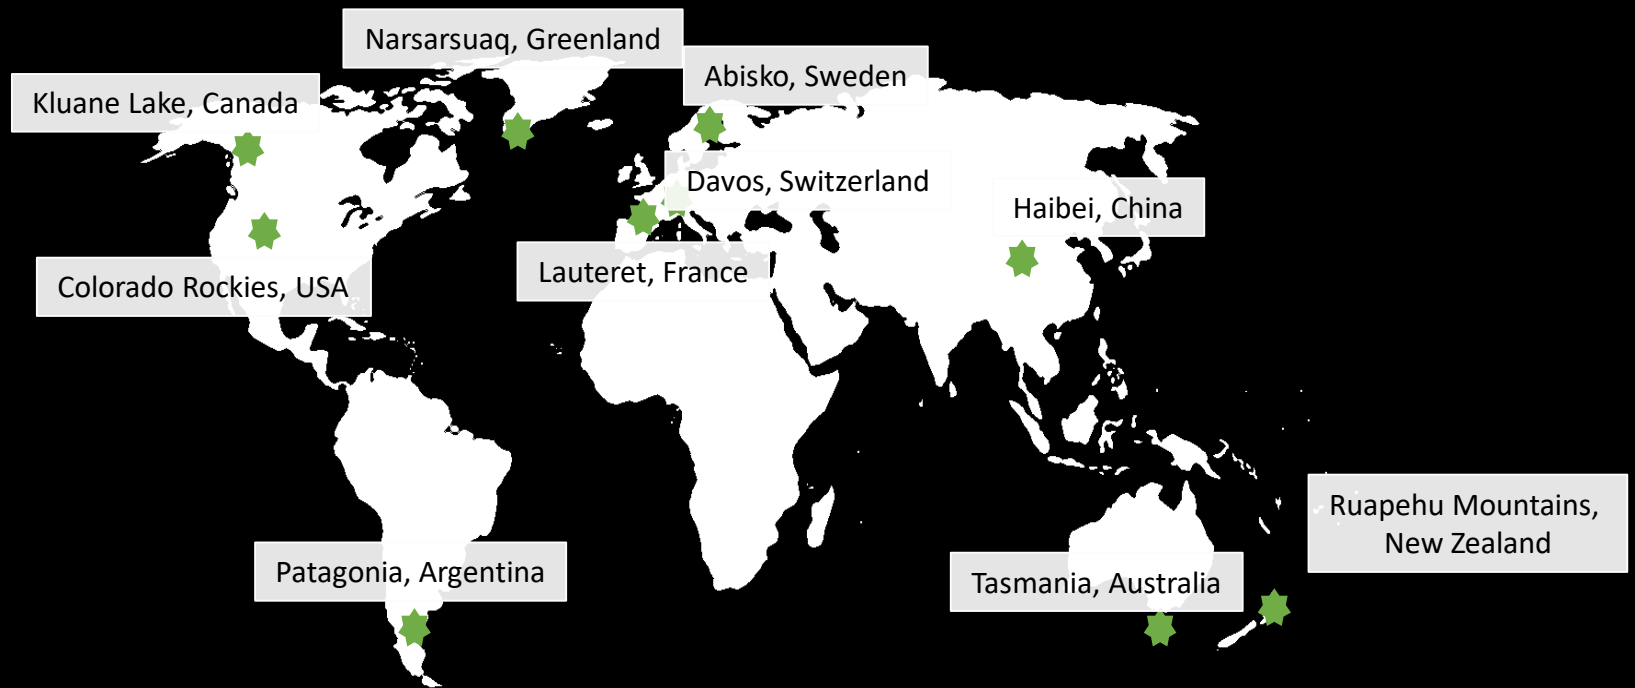 Narsarsuaq, Greenland
Abisko, Sweden
Kluane Lake, Canada
Davos, Switzerland
Haibei, China
Lauteret, France
Colorado Rockies, USA
Ruapehu Mountains,
New Zealand
Patagonia, Argentina
Tasmania, Australia